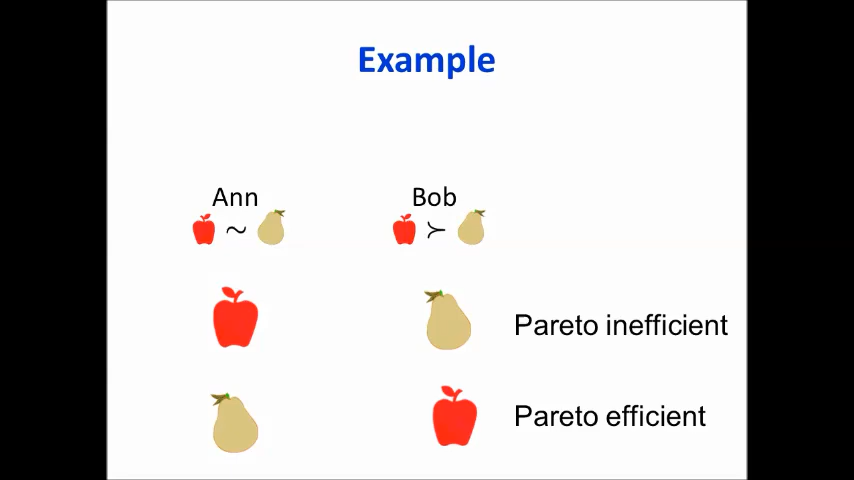 Example
Ann
Bob
~
≻
Pareto inefficient
Pareto efficient